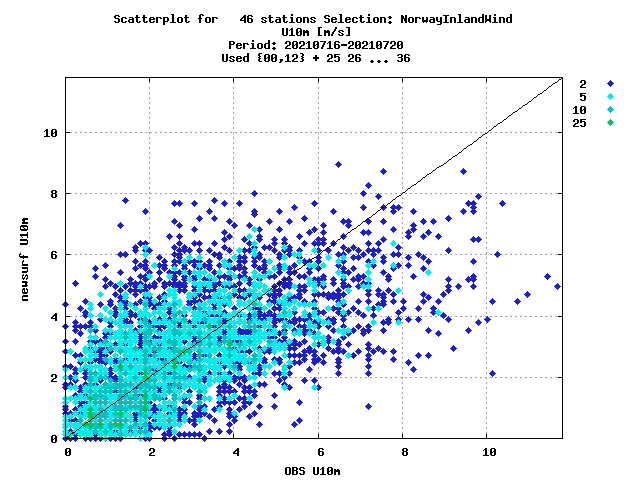 Scatterplot for 46 stations Selection: NorwayInlandWind
U10m [m/s]
Period: 20210716-20210720
Used {00,12} + 25 26 ... 36
2
5
10
25
10
8
6
4
2
0
newsurf U10m
0 2 4 6 8 10
OBS U10m